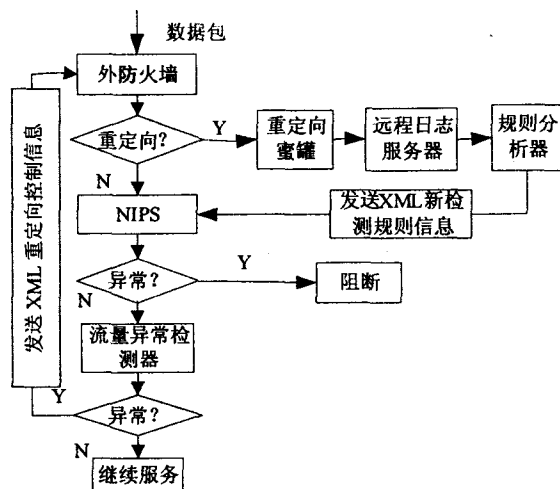 数据包
外防火墙
重定向?
Y
重定向
蜜罐
远程日志
服务器
规则分
析器
N
NIPS
发送XML新检
测规则信息
异常?
Y
阻断
N
流量异常检
测器
Y
异常?
N
继续服务
发送 XML 重定向控制信息